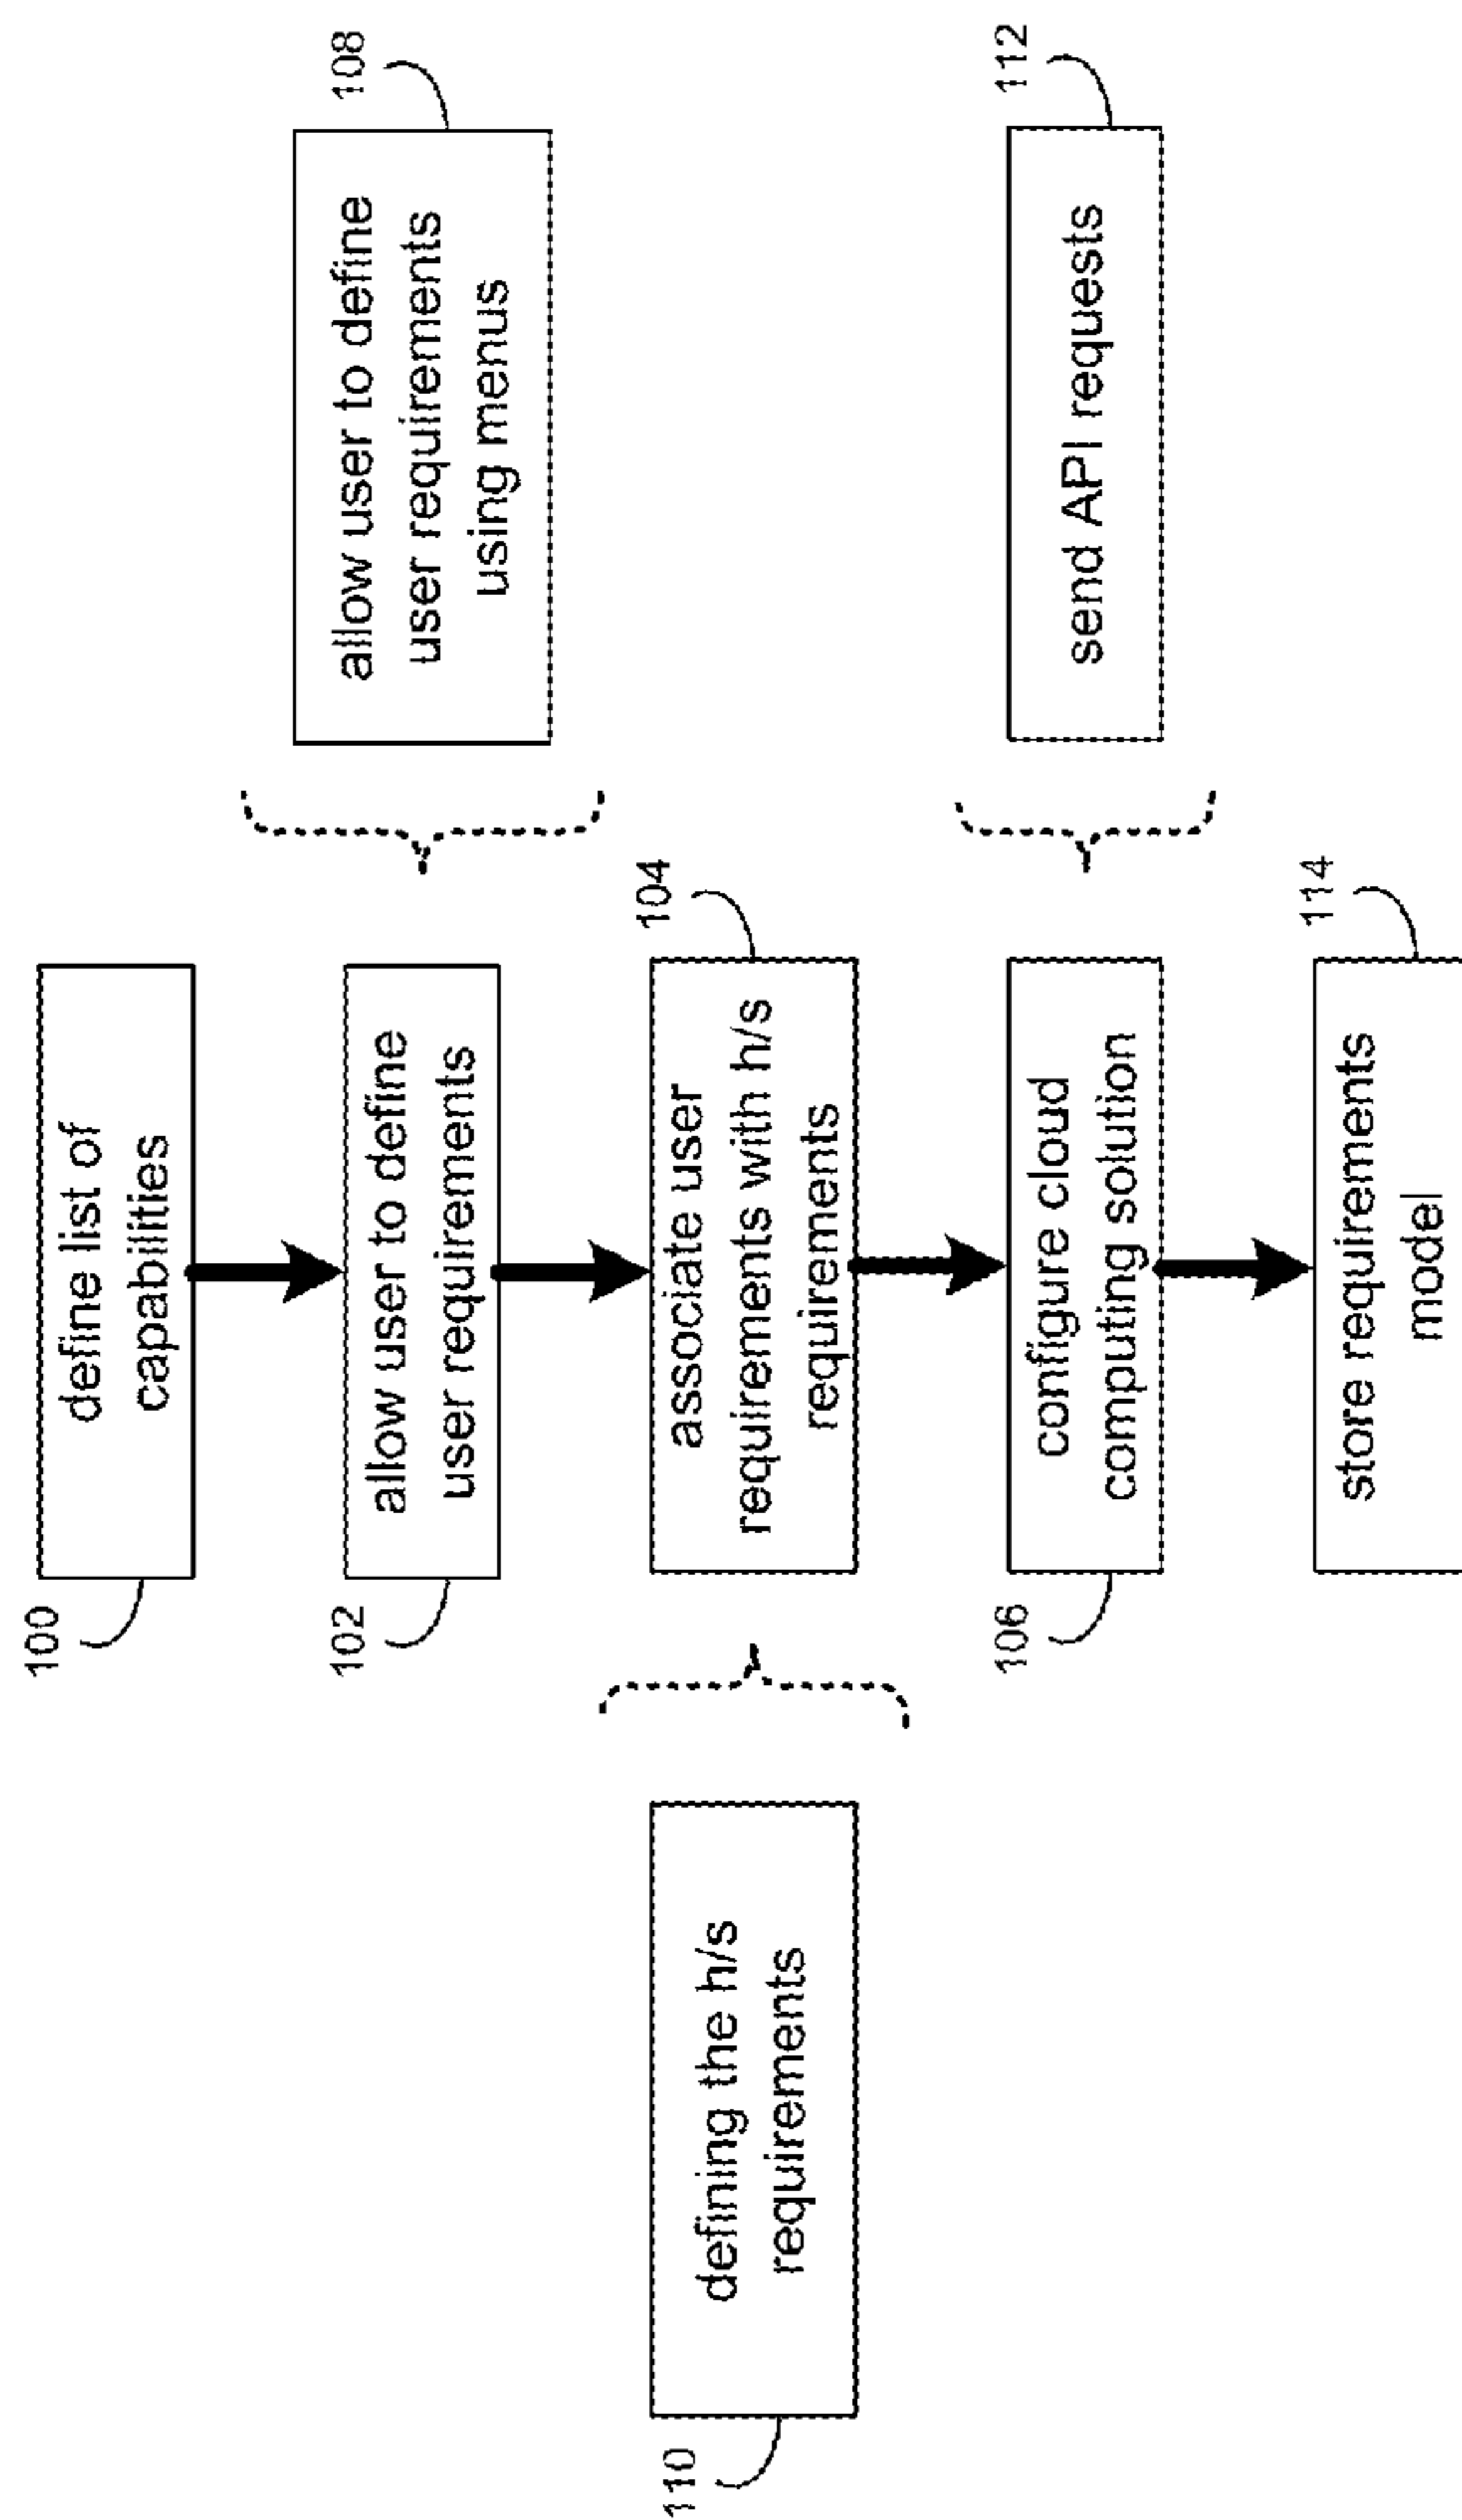 100
define list of
capabilities
102
allow user to define
user requirements
108
allow user to define
user requirements
using menus
110
defining the h/s
requirements
104
associate user
requirements with h/s
requirements
106
configure cloud
computing solution
112
send API requests
114
store requirements
model